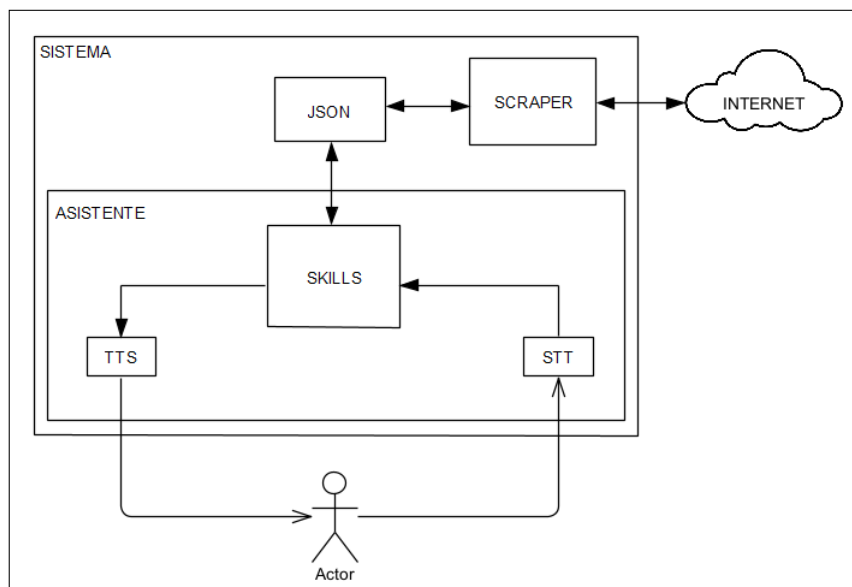 SISTEMA
JSON
SCRAPER
INTERNET
ASISTENTE
SKILLS
TTS
STT
Actor